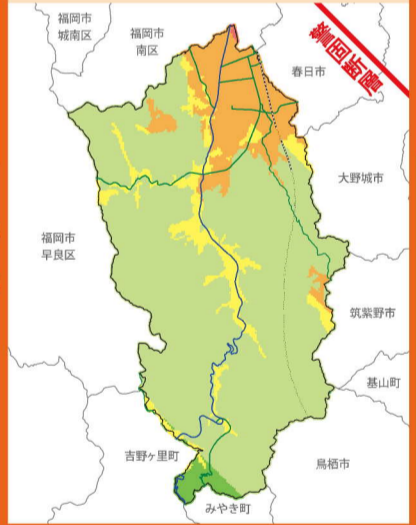 福岡市
城南区
福岡市
南区
警固断層
春日市
大野城市
福岡市
早良区
筑紫野市
基山町
吉野ヶ里町
鳥栖市
みやき町